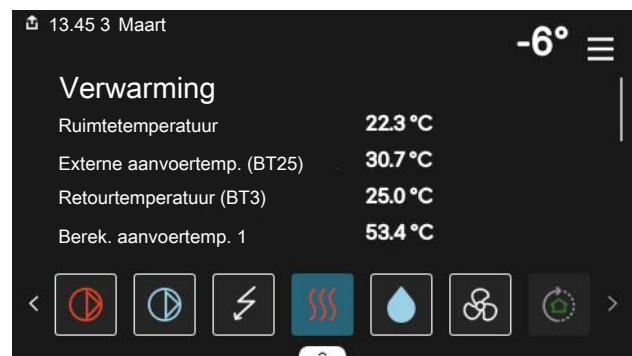 13.45 3 Maart
-6°
Verwarming
Ruimtetemperatuur 22.3 °C
Externe aanvoertemp. (BT25) 30.7 °C
Retourtemperatuur (BT3) 25.0 °C
Berek. aanvoertemp. 1 53.4 °C